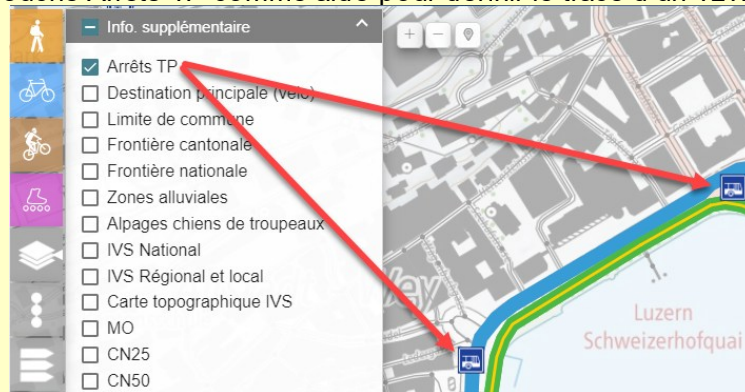 Info. supplémentaire
Arrêts TP
Destination principale (vélo)
Limite de commune
Frontière cantonale
Frontière nationale
Zones alluviales
Alpages chiens de troupeaux
IVS National
IVS Régional et local
Carte topographique IVS
MO
CN25
CN50
Luzern
Schweizerhofquai